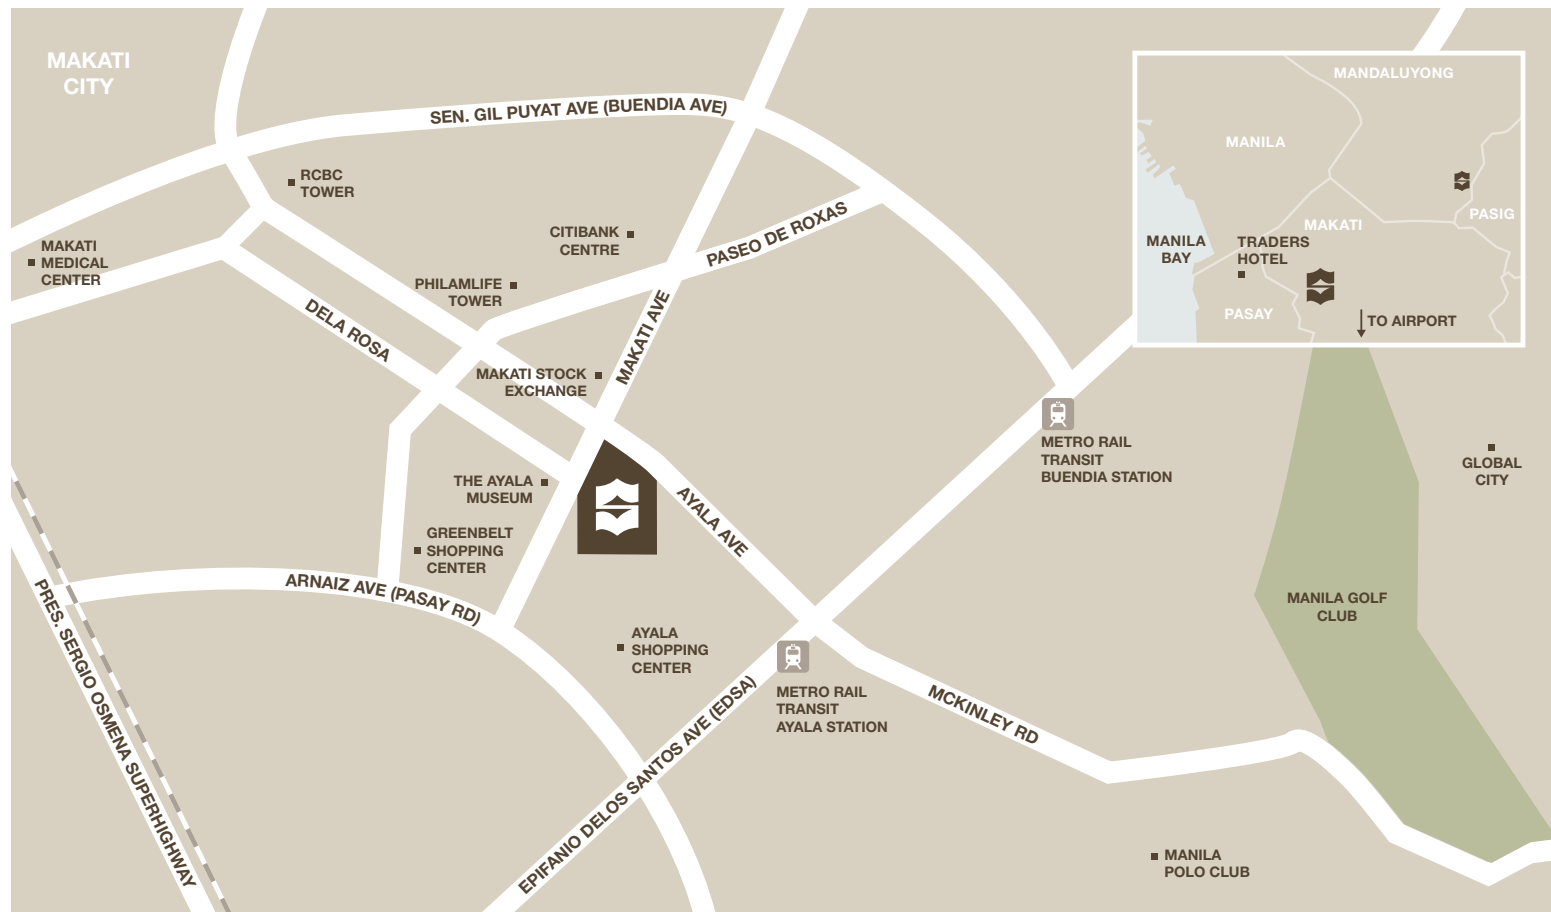 MAKATI
CITY
SEN. GIL PUYAT AVE (BUENDIA AVE)
RCBC
TOWER
MAKATI
MEDICAL
CENTER
CITIBANK
CENTRE
PASEO DE ROXAS
PHILAMLIFE
TOWER
DELA ROSA
MAKATI AVE
MAKATI STOCK
EXCHANGE
THE AYALA
MUSEUM
AYALA AVE
GREENBELT
SHOPPING
CENTER
ARNAIZ AVE (PASAY RD)
PRES. SERGIO OSMENA SUPERHIGHWAY
AYALA
SHOPPING
CENTER
EPIFANIO DELOS SANTOS AVE (EDSA)
METRO RAIL
TRANSIT
AYALA STATION
MCKINLEY RD
METRO RAIL
TRANSIT
BUENDIA STATION
MANDALUYONG
MANILA
PASIG
MAKATI
MANILA
BAY
TRADERS
HOTEL
PASAY
TO AIRPORT
GLOBAL
CITY
MANILA GOLF
CLUB
MANILA
POLO CLUB